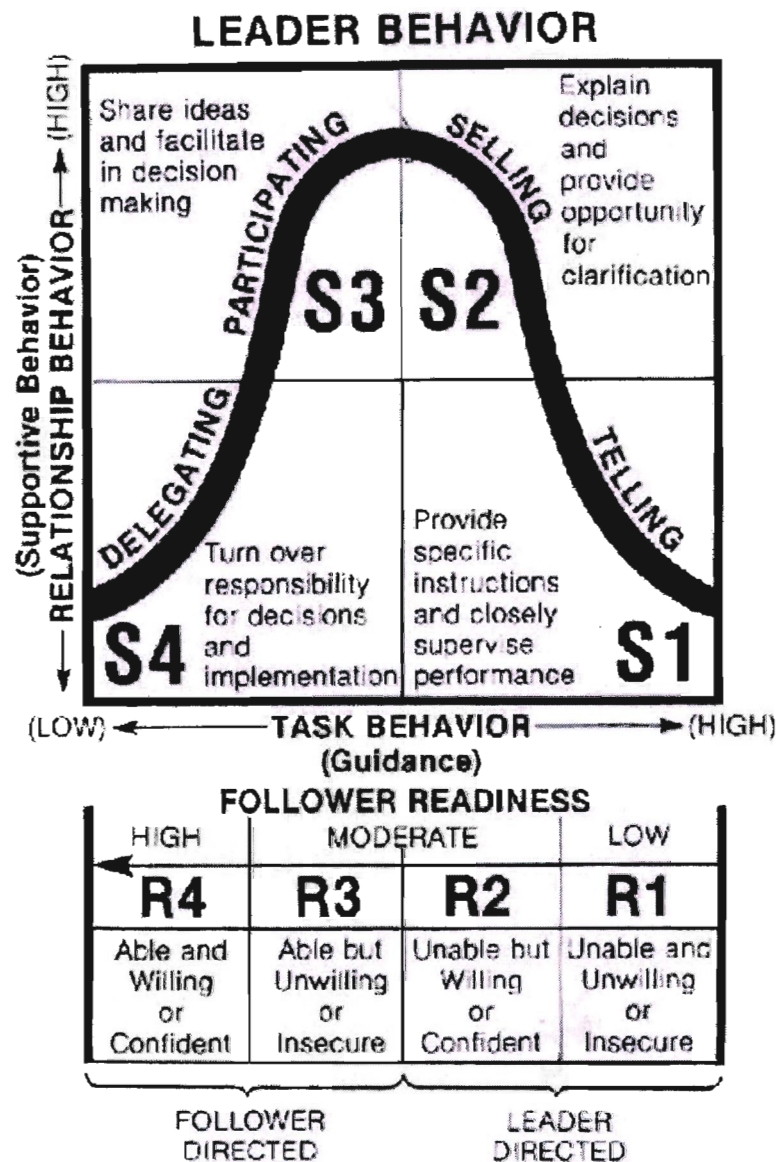 LEADER BEHAVIOR
(HIGH)
Share ideas
and facilitate
in decision
making
PARTICIPATING
SELLING
Explain
decisions
and
provide
opportunity
for
clarification
S3
S2
(Supportive Behavior)
RELATIONSHIP BEHAVIOR
DELEGATING
TELLING
Turn over
responsibility
for decisions
and
implementation
S4
Provide
specific
instructions
and closely
supervise
performance
S1
(LOW)
TASK BEHAVIOR
(HIGH)
(Guidance)
FOLLOWER READINESS
HIGH
MODERATE
LOW
R4
R3
R2
R1
Able and
Willing
or
Confident
Able but
Unwilling
or
Insecure
Unable but
Willing
or
Confident
Unable and
Unwilling
or
Insecure
FOLLOWER
DIRECTED
LEADER
DIRECTED